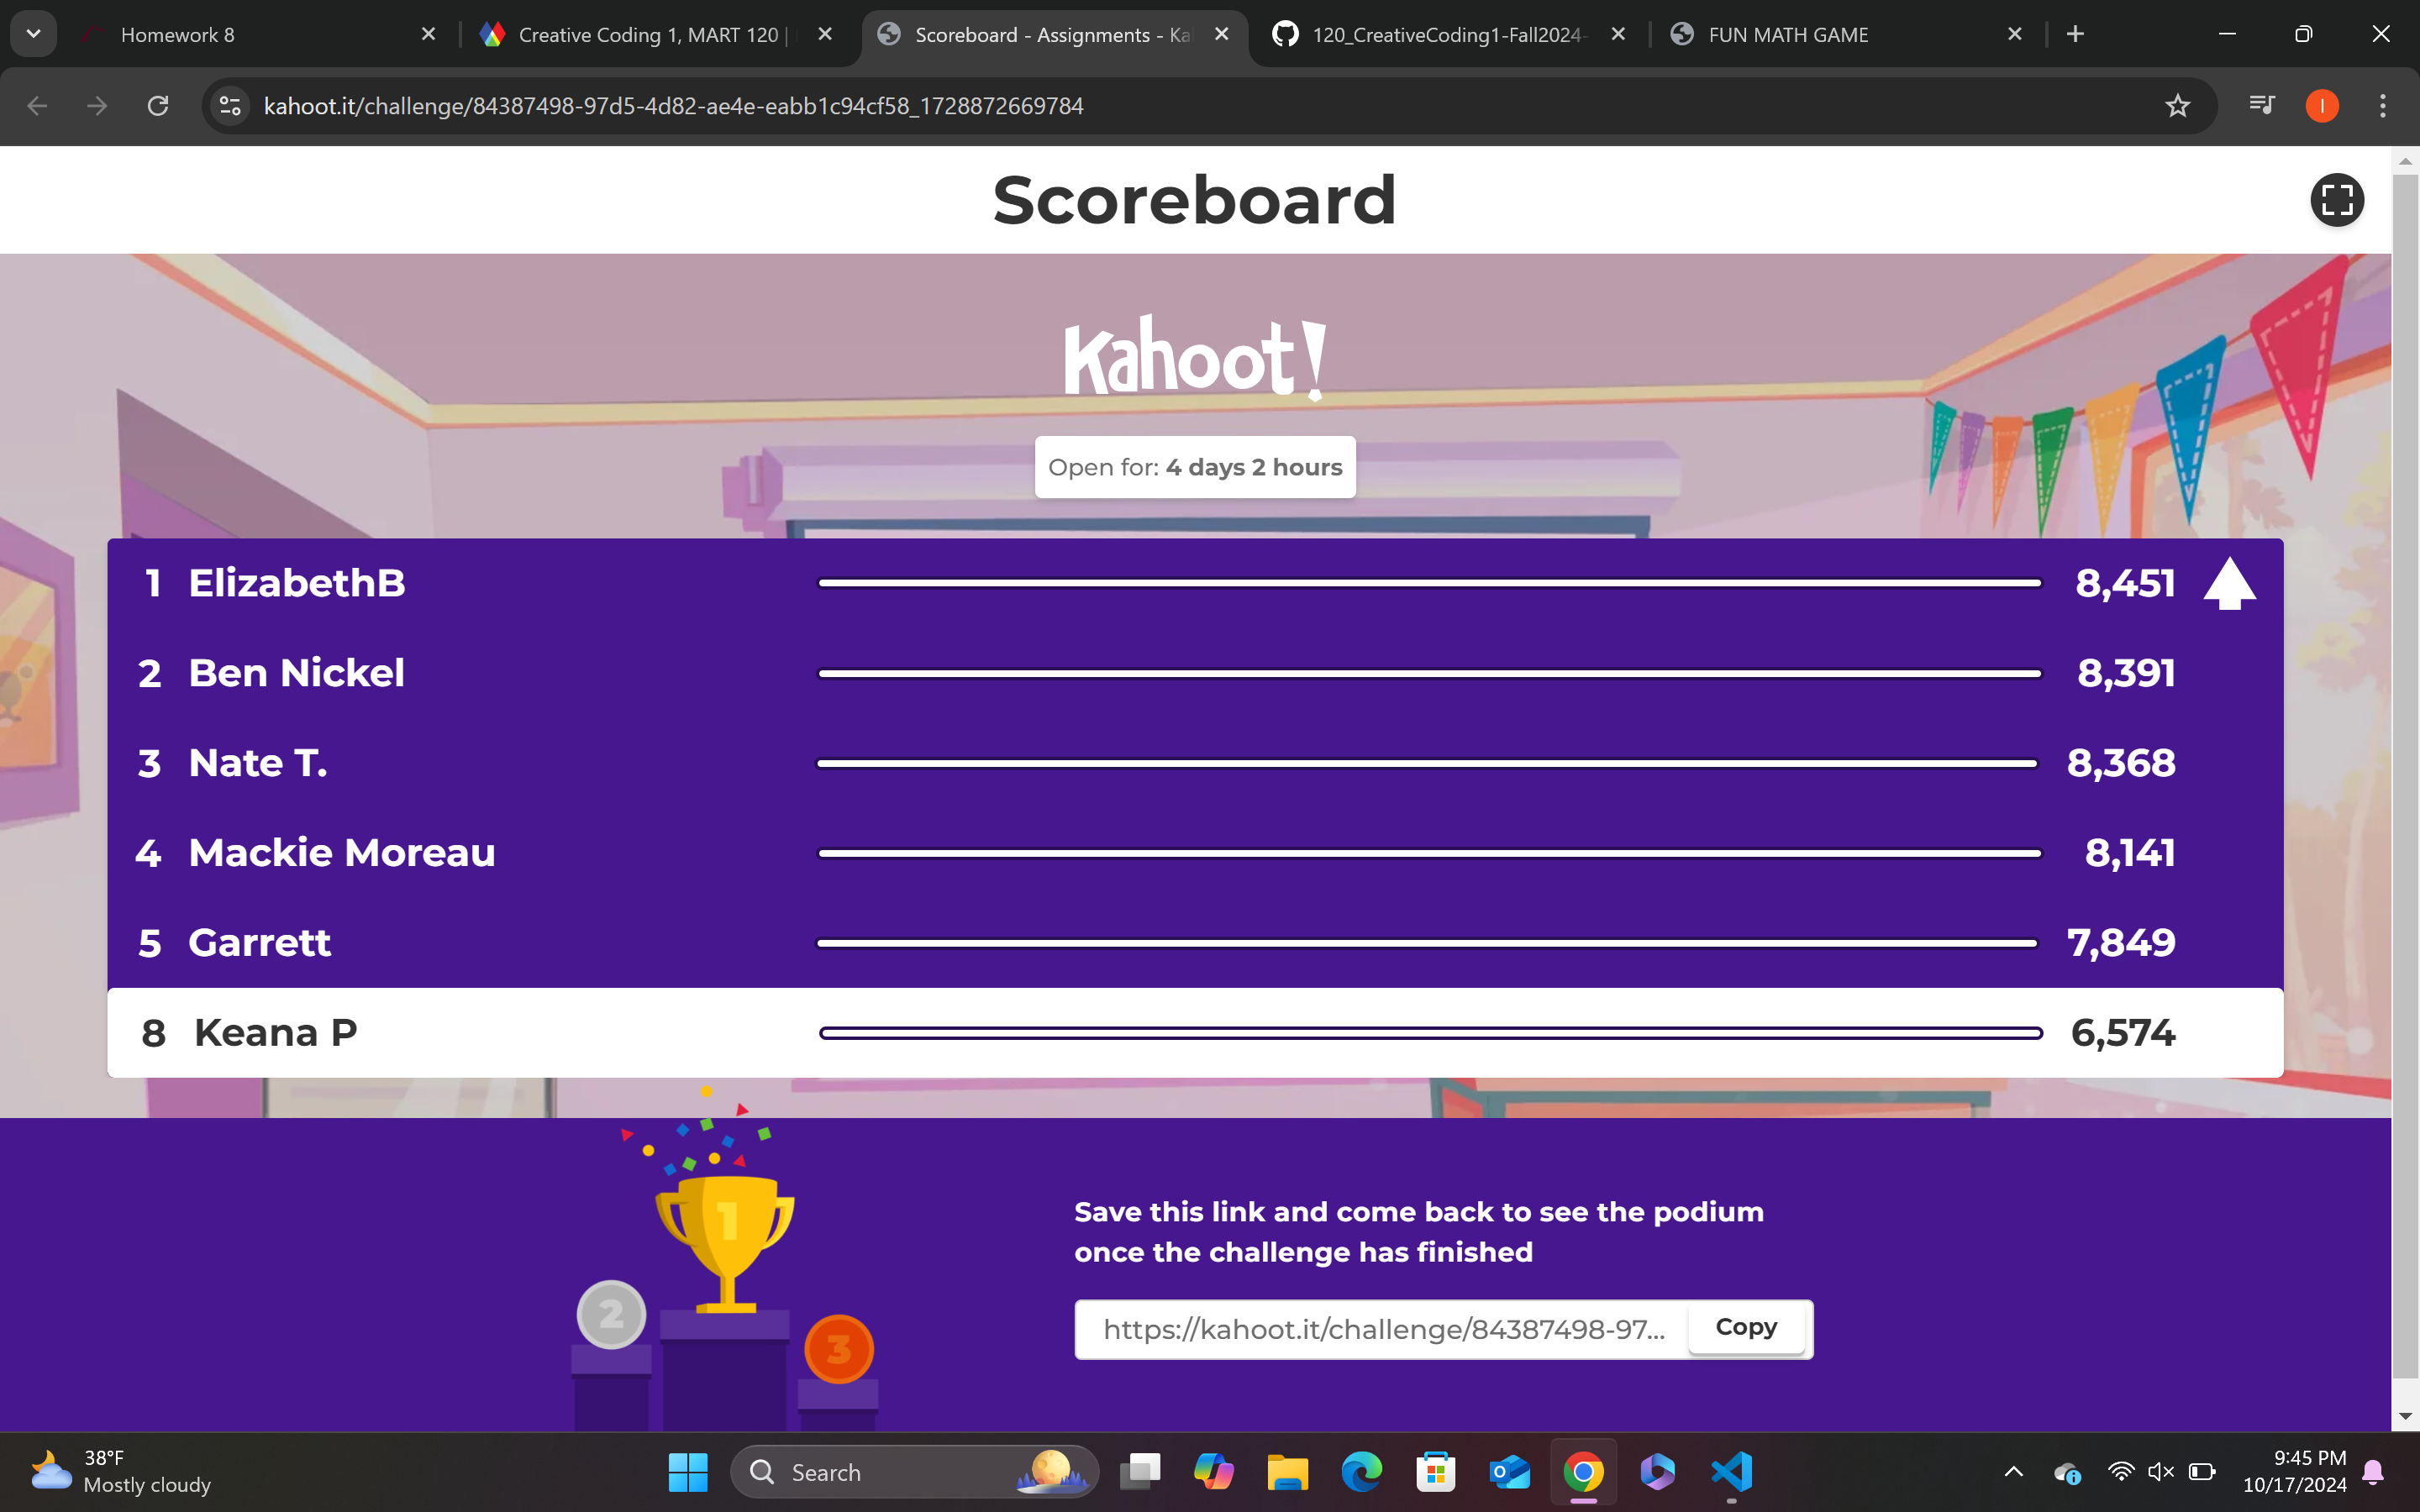 Homework 8
Creative Coding 1, MART 120 |
Scoreboard - Assignments - Ka
120_CreativeCoding1-Fall2024-
FUN MATH GAME
kahoot.it/challenge/84387498-97d5-4d82-ae4e-eabb1c94cf58_1728872669784
I
Scoreboard
Kahoot!
Open for: 4 days 2 hours
1 ElizabethB 8,451
2 Ben Nickel 8,391
3 Nate T. 8,368
4 Mackie Moreau 8,141
5 Garrett 7,849
8 Keana P 6,574
1
2
3
Save this link and come back to see the podium
once the challenge has finished
https://kahoot.it/challenge/84387498-97... Copy
38°F
Mostly cloudy
Search
9:45 PM
10/17/2024